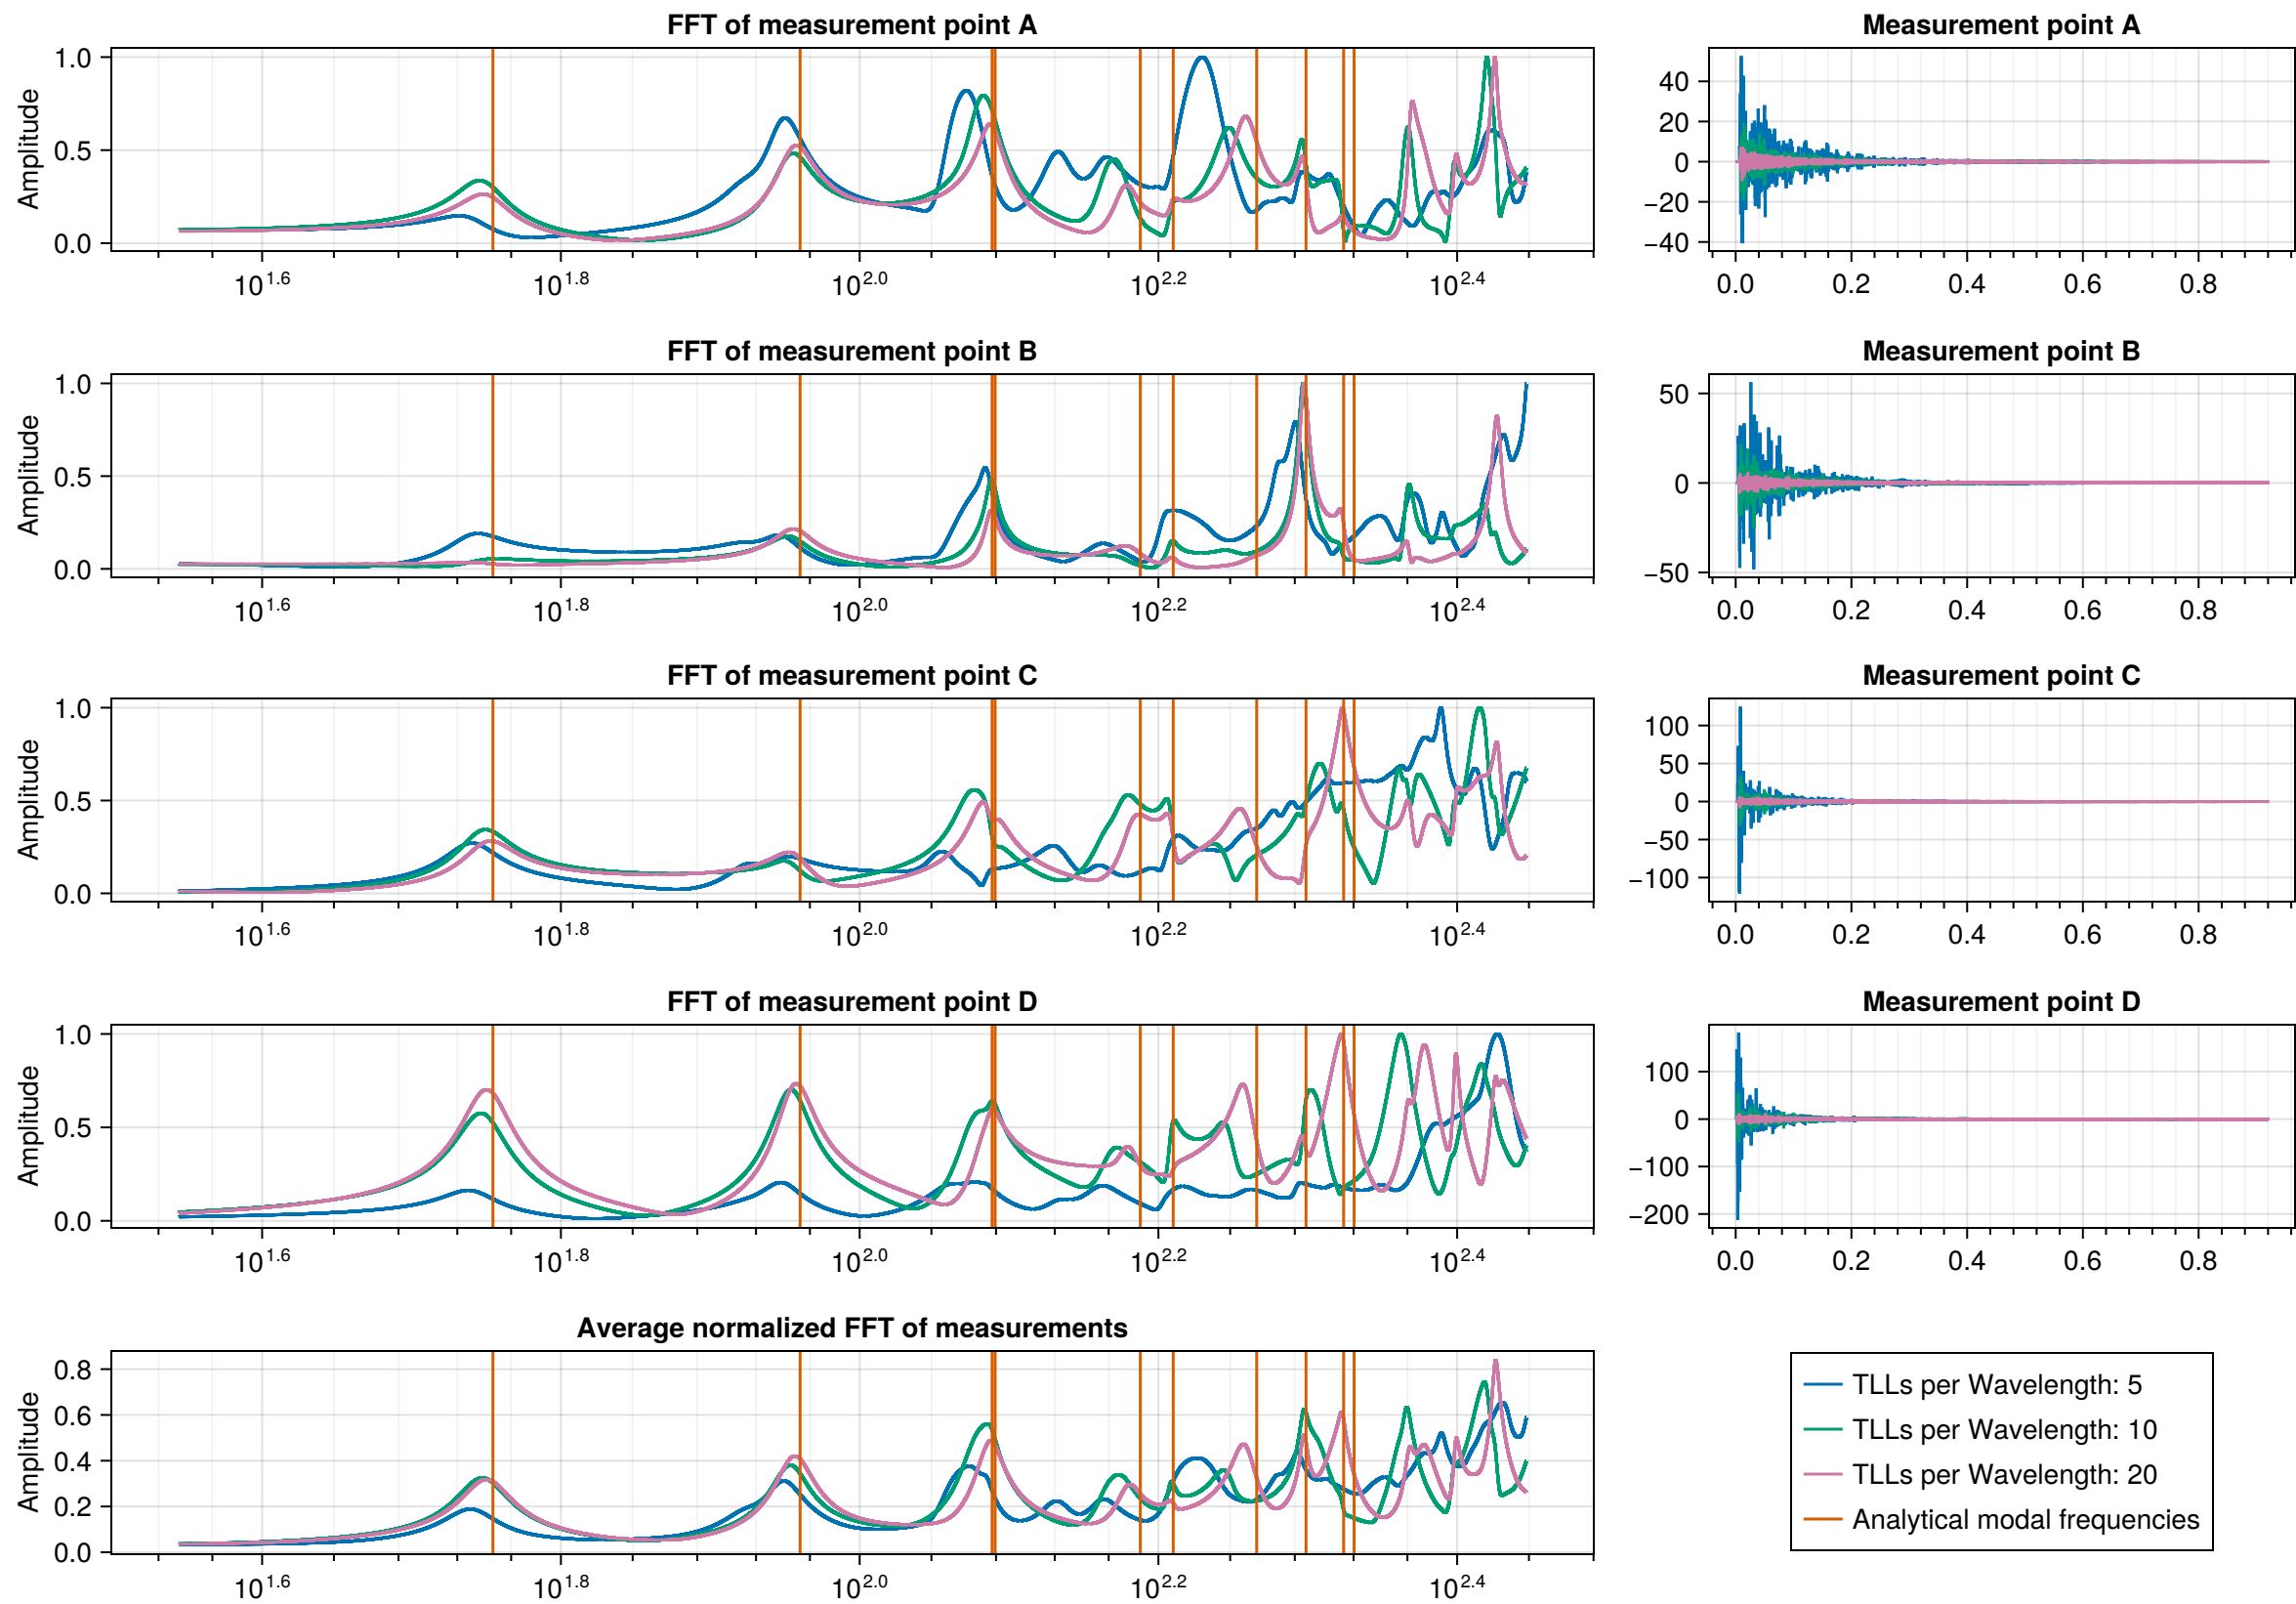 FFT of measurement point A
Measurement point A
Amplitude
1.0
0.5
0.0
10^1.6 10^1.8 10^2.0 10^2.2 10^2.4
40
20
0
−20
−40
0.0 0.2 0.4 0.6 0.8
FFT of measurement point B
Measurement point B
Amplitude
1.0
0.5
0.0
10^1.6 10^1.8 10^2.0 10^2.2 10^2.4
50
0
−50
0.0 0.2 0.4 0.6 0.8
FFT of measurement point C
Measurement point C
Amplitude
1.0
0.5
0.0
10^1.6 10^1.8 10^2.0 10^2.2 10^2.4
100
50
0
−50
−100
0.0 0.2 0.4 0.6 0.8
FFT of measurement point D
Measurement point D
Amplitude
1.0
0.5
0.0
10^1.6 10^1.8 10^2.0 10^2.2 10^2.4
100
0
−100
−200
0.0 0.2 0.4 0.6 0.8
Average normalized FFT of measurements
Amplitude
0.8
0.6
0.4
0.2
0.0
10^1.6 10^1.8 10^2.0 10^2.2 10^2.4
TLLs per Wavelength: 5
TLLs per Wavelength: 10
TLLs per Wavelength: 20
Analytical modal frequencies